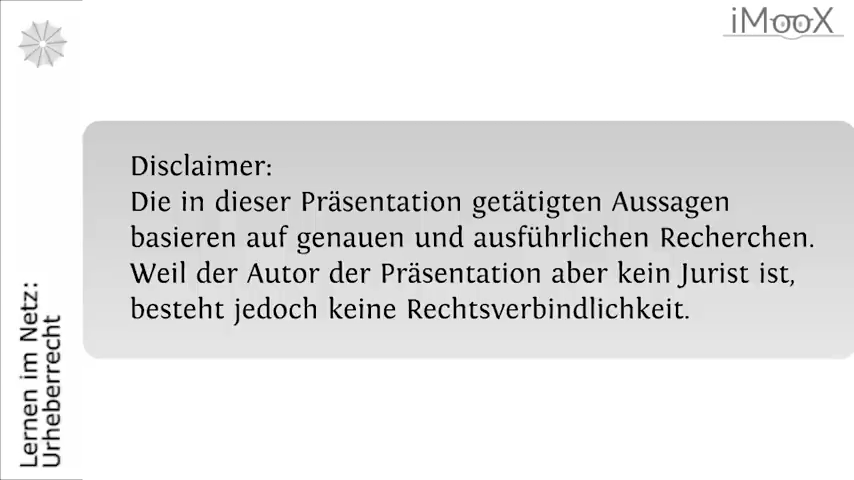 iMooX
Disclaimer:
Die in dieser Präsentation getätigten Aussagen
basieren auf genauen und ausführlichen Recherchen.
Weil der Autor der Präsentation aber kein Jurist ist,
besteht jedoch keine Rechtsverbindlichkeit.
Lernen im Netz:
Urheberrecht